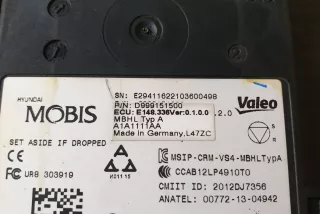 SN: E29411622103600498
HYUNDAI
MOBIS
P/N: D999151500
ECU: E148.336Ver:0.1.0.0
.2.0
MBHL Typ A
A1A1111AA
Made in Germany.L47ZC
Valeo
SET ASIDE IF DROPPED
UR8 303919
MSIP-CRM-VS4-MBHLTypA
CCAB12LP4910T0
CMIIT ID: 2012DJ7356
ANATEL: 00772-13-04942